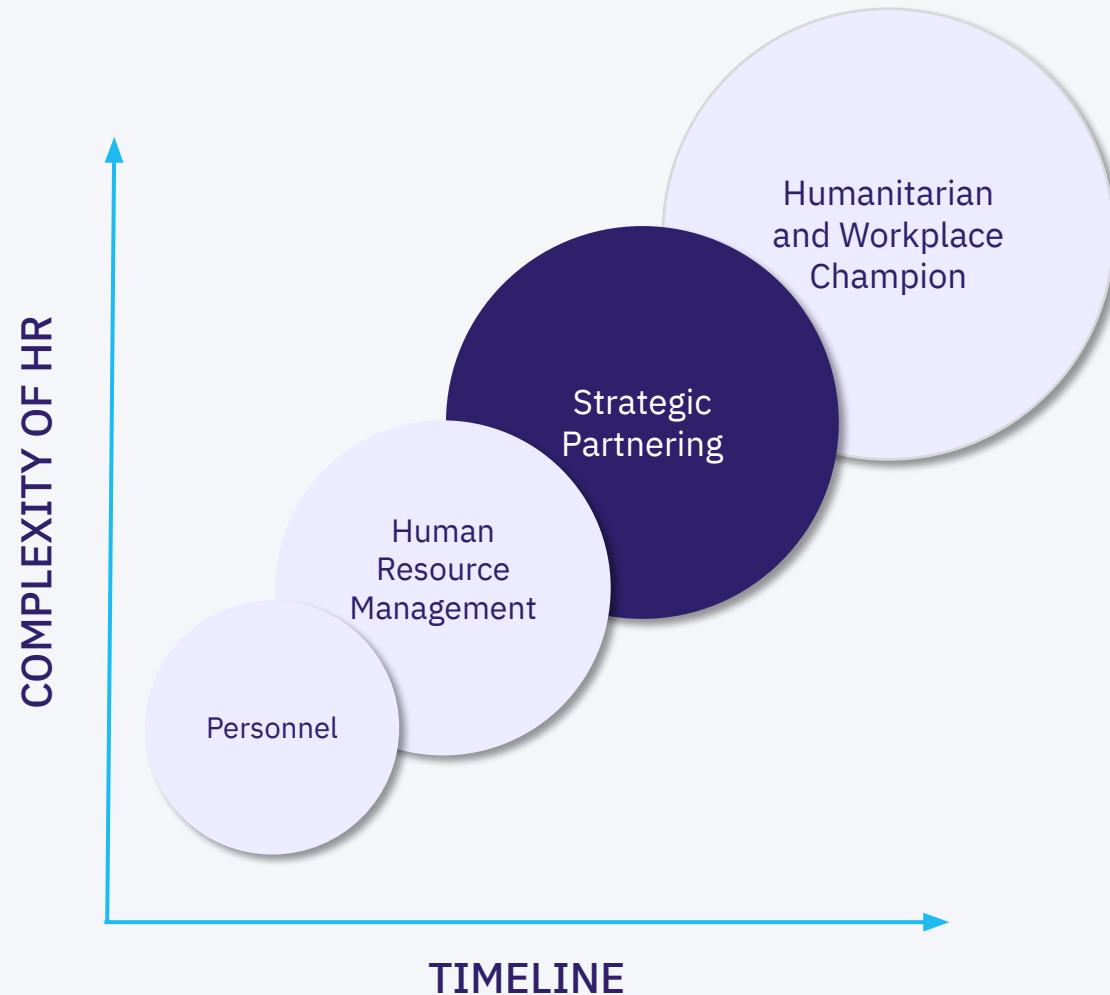 Humanitarian
and Workplace
Champion
Strategic
Partnering
Human
Resource
Management
Personnel
COMPLEXITY OF HR
TIMELINE